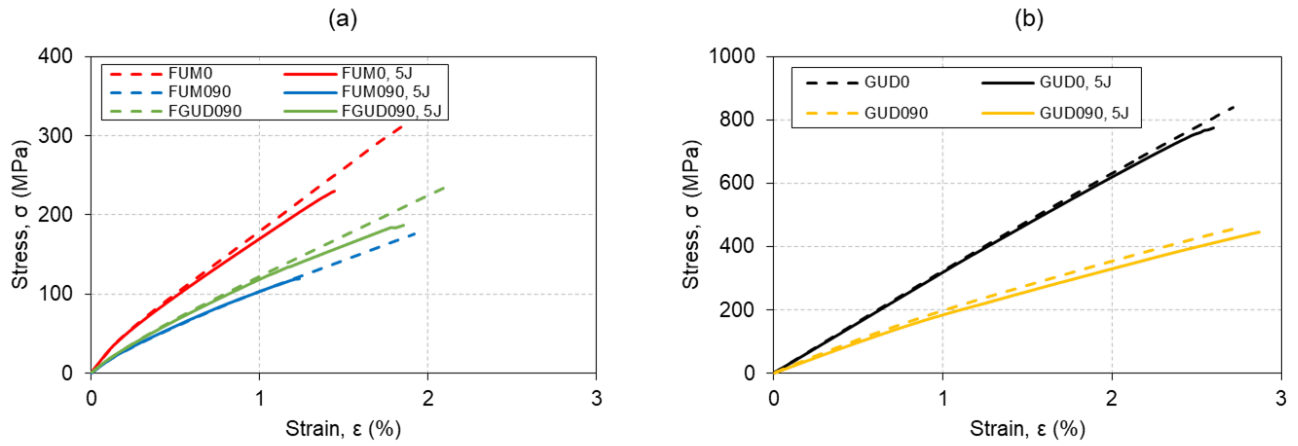 (a)
400
300
200
100
0
0
1
2
3
Stress, σ (MPa)
Strain, ε (%)
FUM0
FUM0, 5J
FUM090
FUM090, 5J
FGUD090
FGUD090, 5J
(b)
1000
800
600
400
200
0
0
1
2
3
Stress, σ (MPa)
Strain, ε (%)
GUD0
GUD0, 5J
GUD090
GUD090, 5J